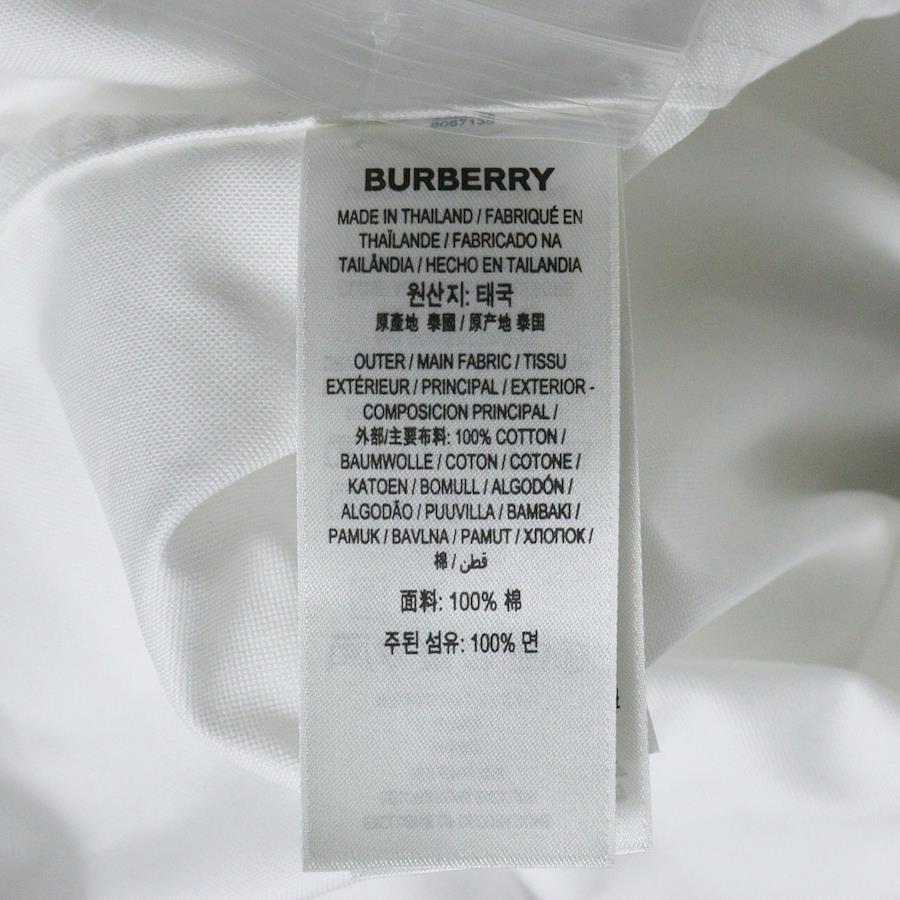 BURBERRY
MADE IN THAILAND / FABRIQUÉ EN
THAÏLANDE / FABRICADO NA
TAILÂNDIA / HECHO EN TAILANDIA
원산지: 태국
原產地 泰國 / 原产地 泰国
OUTER / MAIN FABRIC / TISSU
EXTÉRIEUR / PRINCIPAL / EXTERIOR -
COMPOSICION PRINCIPAL /
外部/主要布料: 100% COTTON /
BAUMWOLLE / COTON / COTONE /
KATOEN / BOMULL / ALGODÓN /
ALGODÃO / PUUVILLA / BAMBAKI /
PAMUK / BAVLNA / PAMUT / ХЛОПОК /
棉 / قطن
面料: 100% 棉
주된 섬유: 100% 면